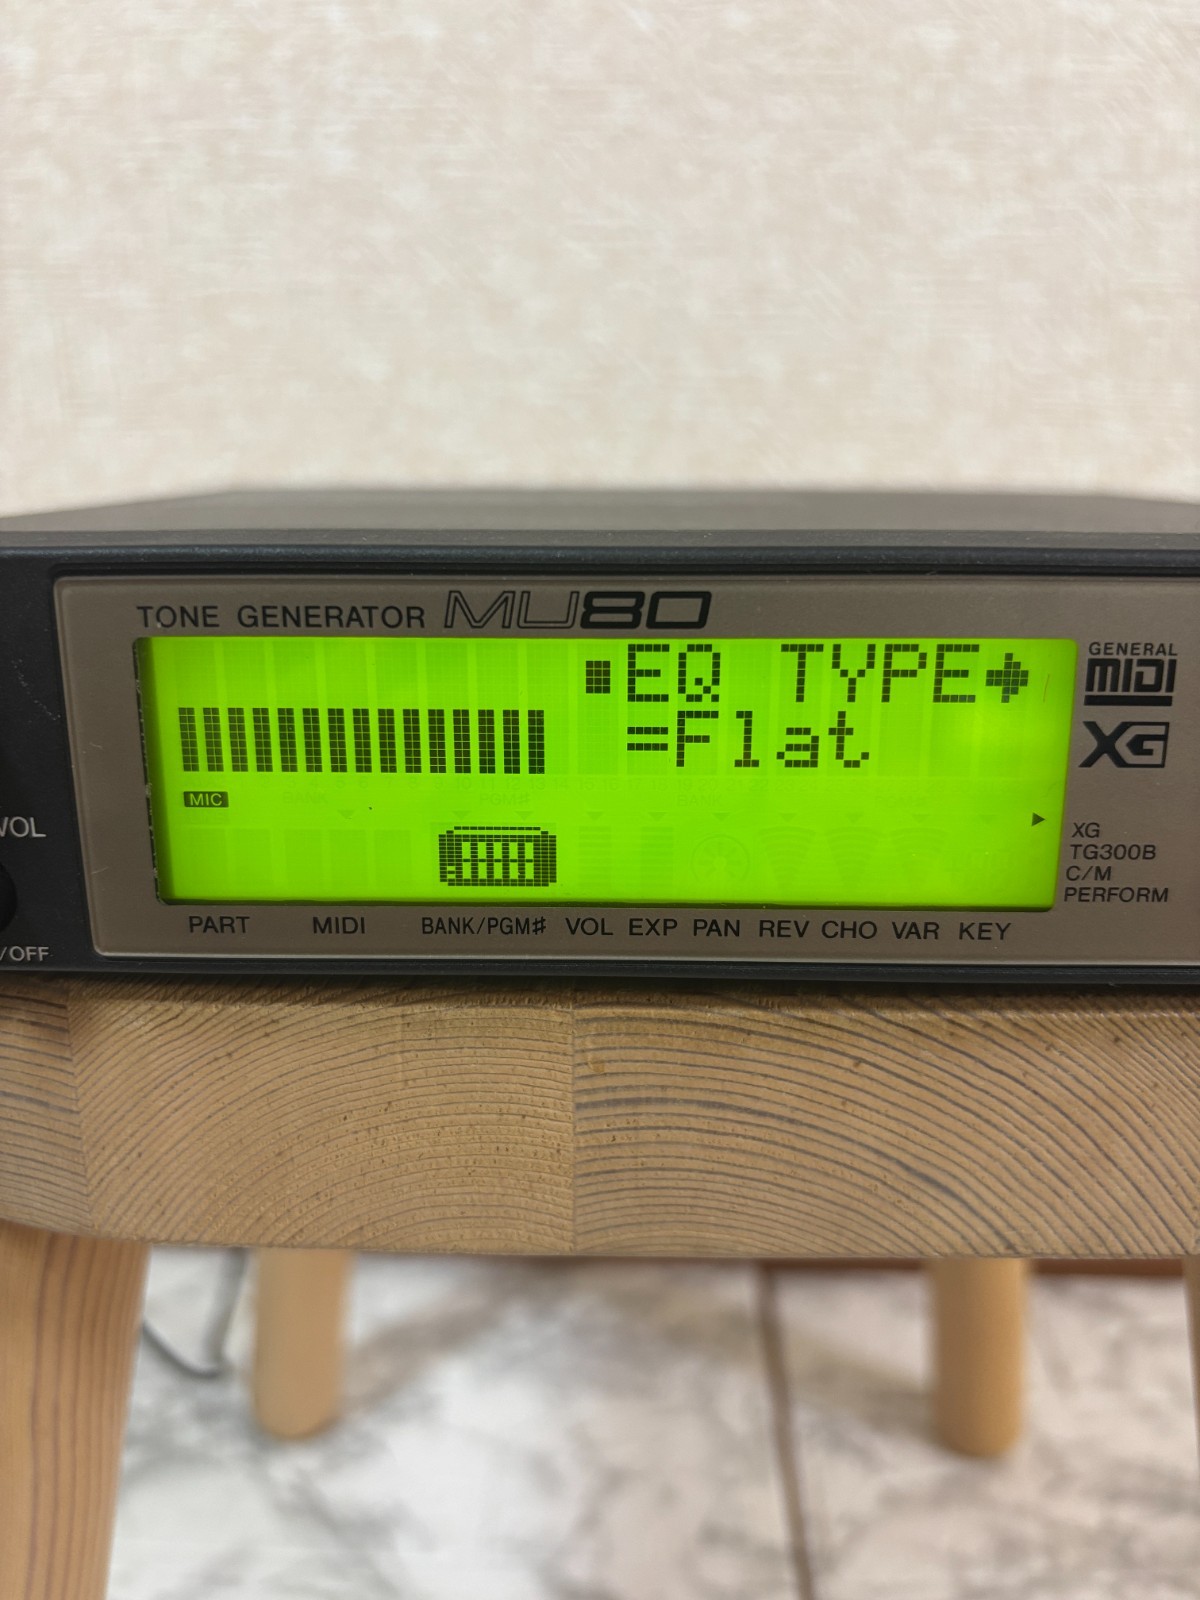 TONE GENERATOR MU80
EQ TYPE
=Flat
MIC
GENERAL
MIDI
XG
XG
TG300B
C/M
PERFORM
VOL
/OFF
PART MIDI BANK/PGM# VOL EXP PAN REV CHO VAR KEY